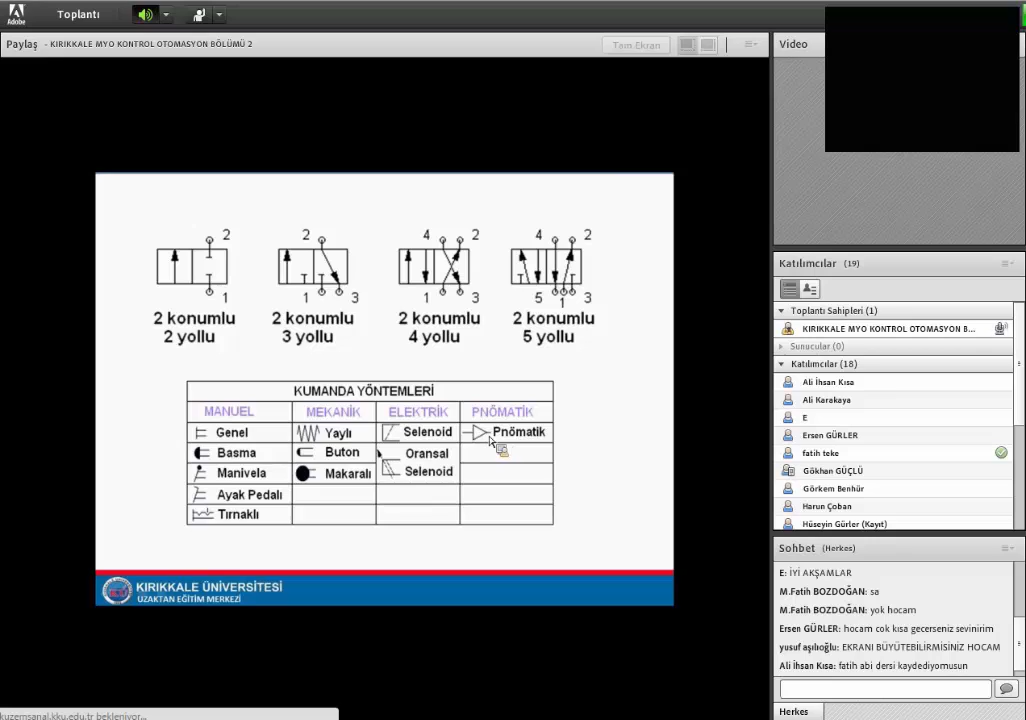 Adobe
Toplantı
Paylaş - KIRIKKALE MYO KONTROL OTOMASYON BÖLÜMÜ 2
Tam Ekran
Video
2
1
2 konumlu
2 yollu
2
1
3
2 konumlu
3 yollu
4
2
1
3
2 konumlu
4 yollu
4
2
5
1
3
2 konumlu
5 yollu
KUMANDA YÖNTEMLERİ
MANUEL MEKANİK ELEKTRİK PNÖMATİK
Genel Yaylı Selenoid Pnömatik
Basma Buton Oransal
Manivela Makaralı Selenoid
Ayak Pedalı
Tırnaklı
KIRIKKALE ÜNİVERSİTESİ
UZAKTAN EĞİTİM MERKEZİ
Katılımcılar (19)
Toplantı Sahipleri (1)
KIRIKKALE MYO KONTROL OTOMASYON B...
Sunucular (0)
Katılımcılar (18)
Ali İhsan Kısa
Ali Karakaya
E
Ersen GÜRLER
fatih teke
Gökhan GÜÇLÜ
Görkem Benhür
Harun Çoban
Hüseyin Gürler (Kayıt)
Sohbet (Herkes)
E: İYİ AKŞAMLAR
M.Fatih BOZDOĞAN: sa
M.Fatih BOZDOĞAN: yok hocam
Ersen GÜRLER: hocam cok kısa gecerseniz sevinirim
yusuf aşılıoğlu: EKRANI BÜYÜTEBİLİRMİSİNİZ HOCAM
Ali İhsan Kısa: fatih abi dersi kaydediyomusun
Herkes
kuzemsanal.kku.edu.tr bekleniyor...